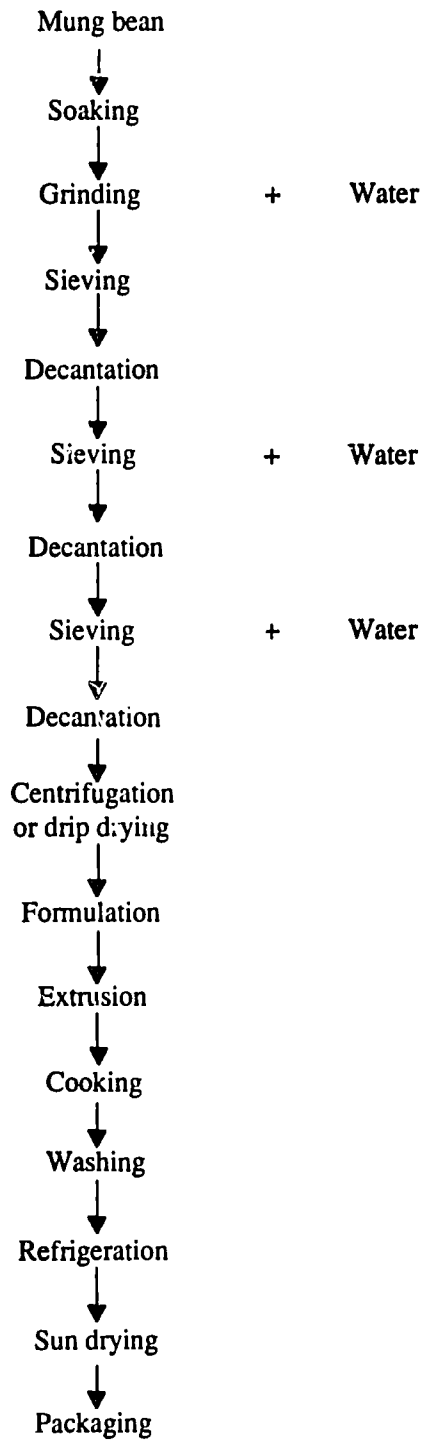 Mung bean
Soaking
Grinding + Water
Sieving
Decantation
Sieving + Water
Decantation
Sieving + Water
Decantation
Centrifugation
or drip drying
Formulation
Extrusion
Cooking
Washing
Refrigeration
Sun drying
Packaging